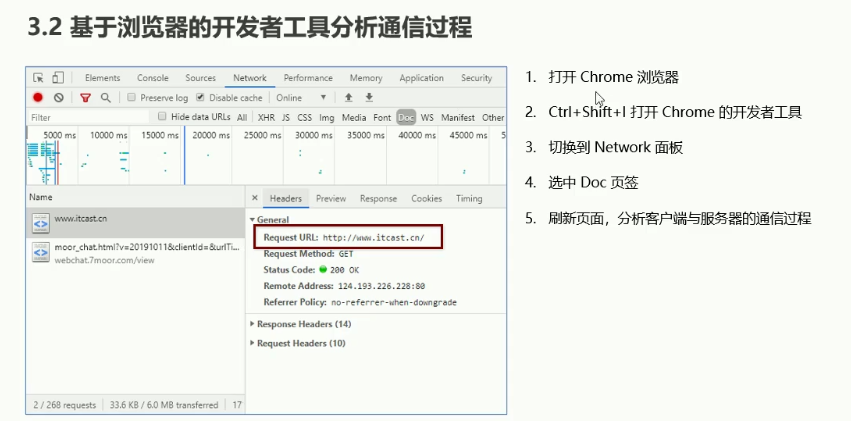 3.2 基于浏览器的开发者工具分析通信过程
Elements Console Sources Network Performance Memory Application Security
Preserve log Disable cache Online
Filter Hide data URLs All XHR JS CSS Img Media Font Doc WS Manifest Other
5000 ms 10000 ms 15000 ms 20000 ms 25000 ms 30000 ms 35000 ms 40000 ms 45000 ms 5
Name
www.itcast.cn
moor_chat.html?v=20191011&clientId=&urlTi...
webchat.7moor.com/view
2 / 268 requests 33.6 KB / 6.0 MB transferred 17
Headers Preview Response Cookies Timing
General
Request URL: http://www.itcast.cn/
Request Method: GET
Status Code: 200 OK
Remote Address: 124.193.226.228:80
Referrer Policy: no-referrer-when-downgrade
Response Headers (14)
Request Headers (10)
1. 打开 Chrome 浏览器
2. Ctrl+Shift+I 打开 Chrome 的开发者工具
3. 切换到 Network 面板
4. 选中 Doc 页签
5. 刷新页面，分析客户端与服务器的通信过程